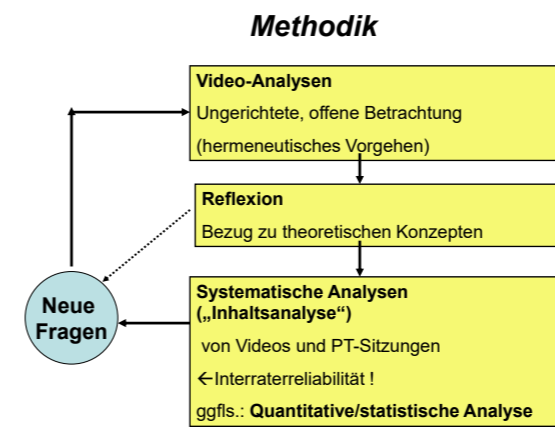 Methodik
Video-Analysen
Ungerichtete, offene Betrachtung
(hermeneutisches Vorgehen)
Reflexion
Bezug zu theoretischen Konzepten
Neue
Fragen
Systematische Analysen
(„Inhaltsanalyse“)
von Videos und PT-Sitzungen
←Interraterreliabilität !
ggfls.: Quantitative/statistische Analyse